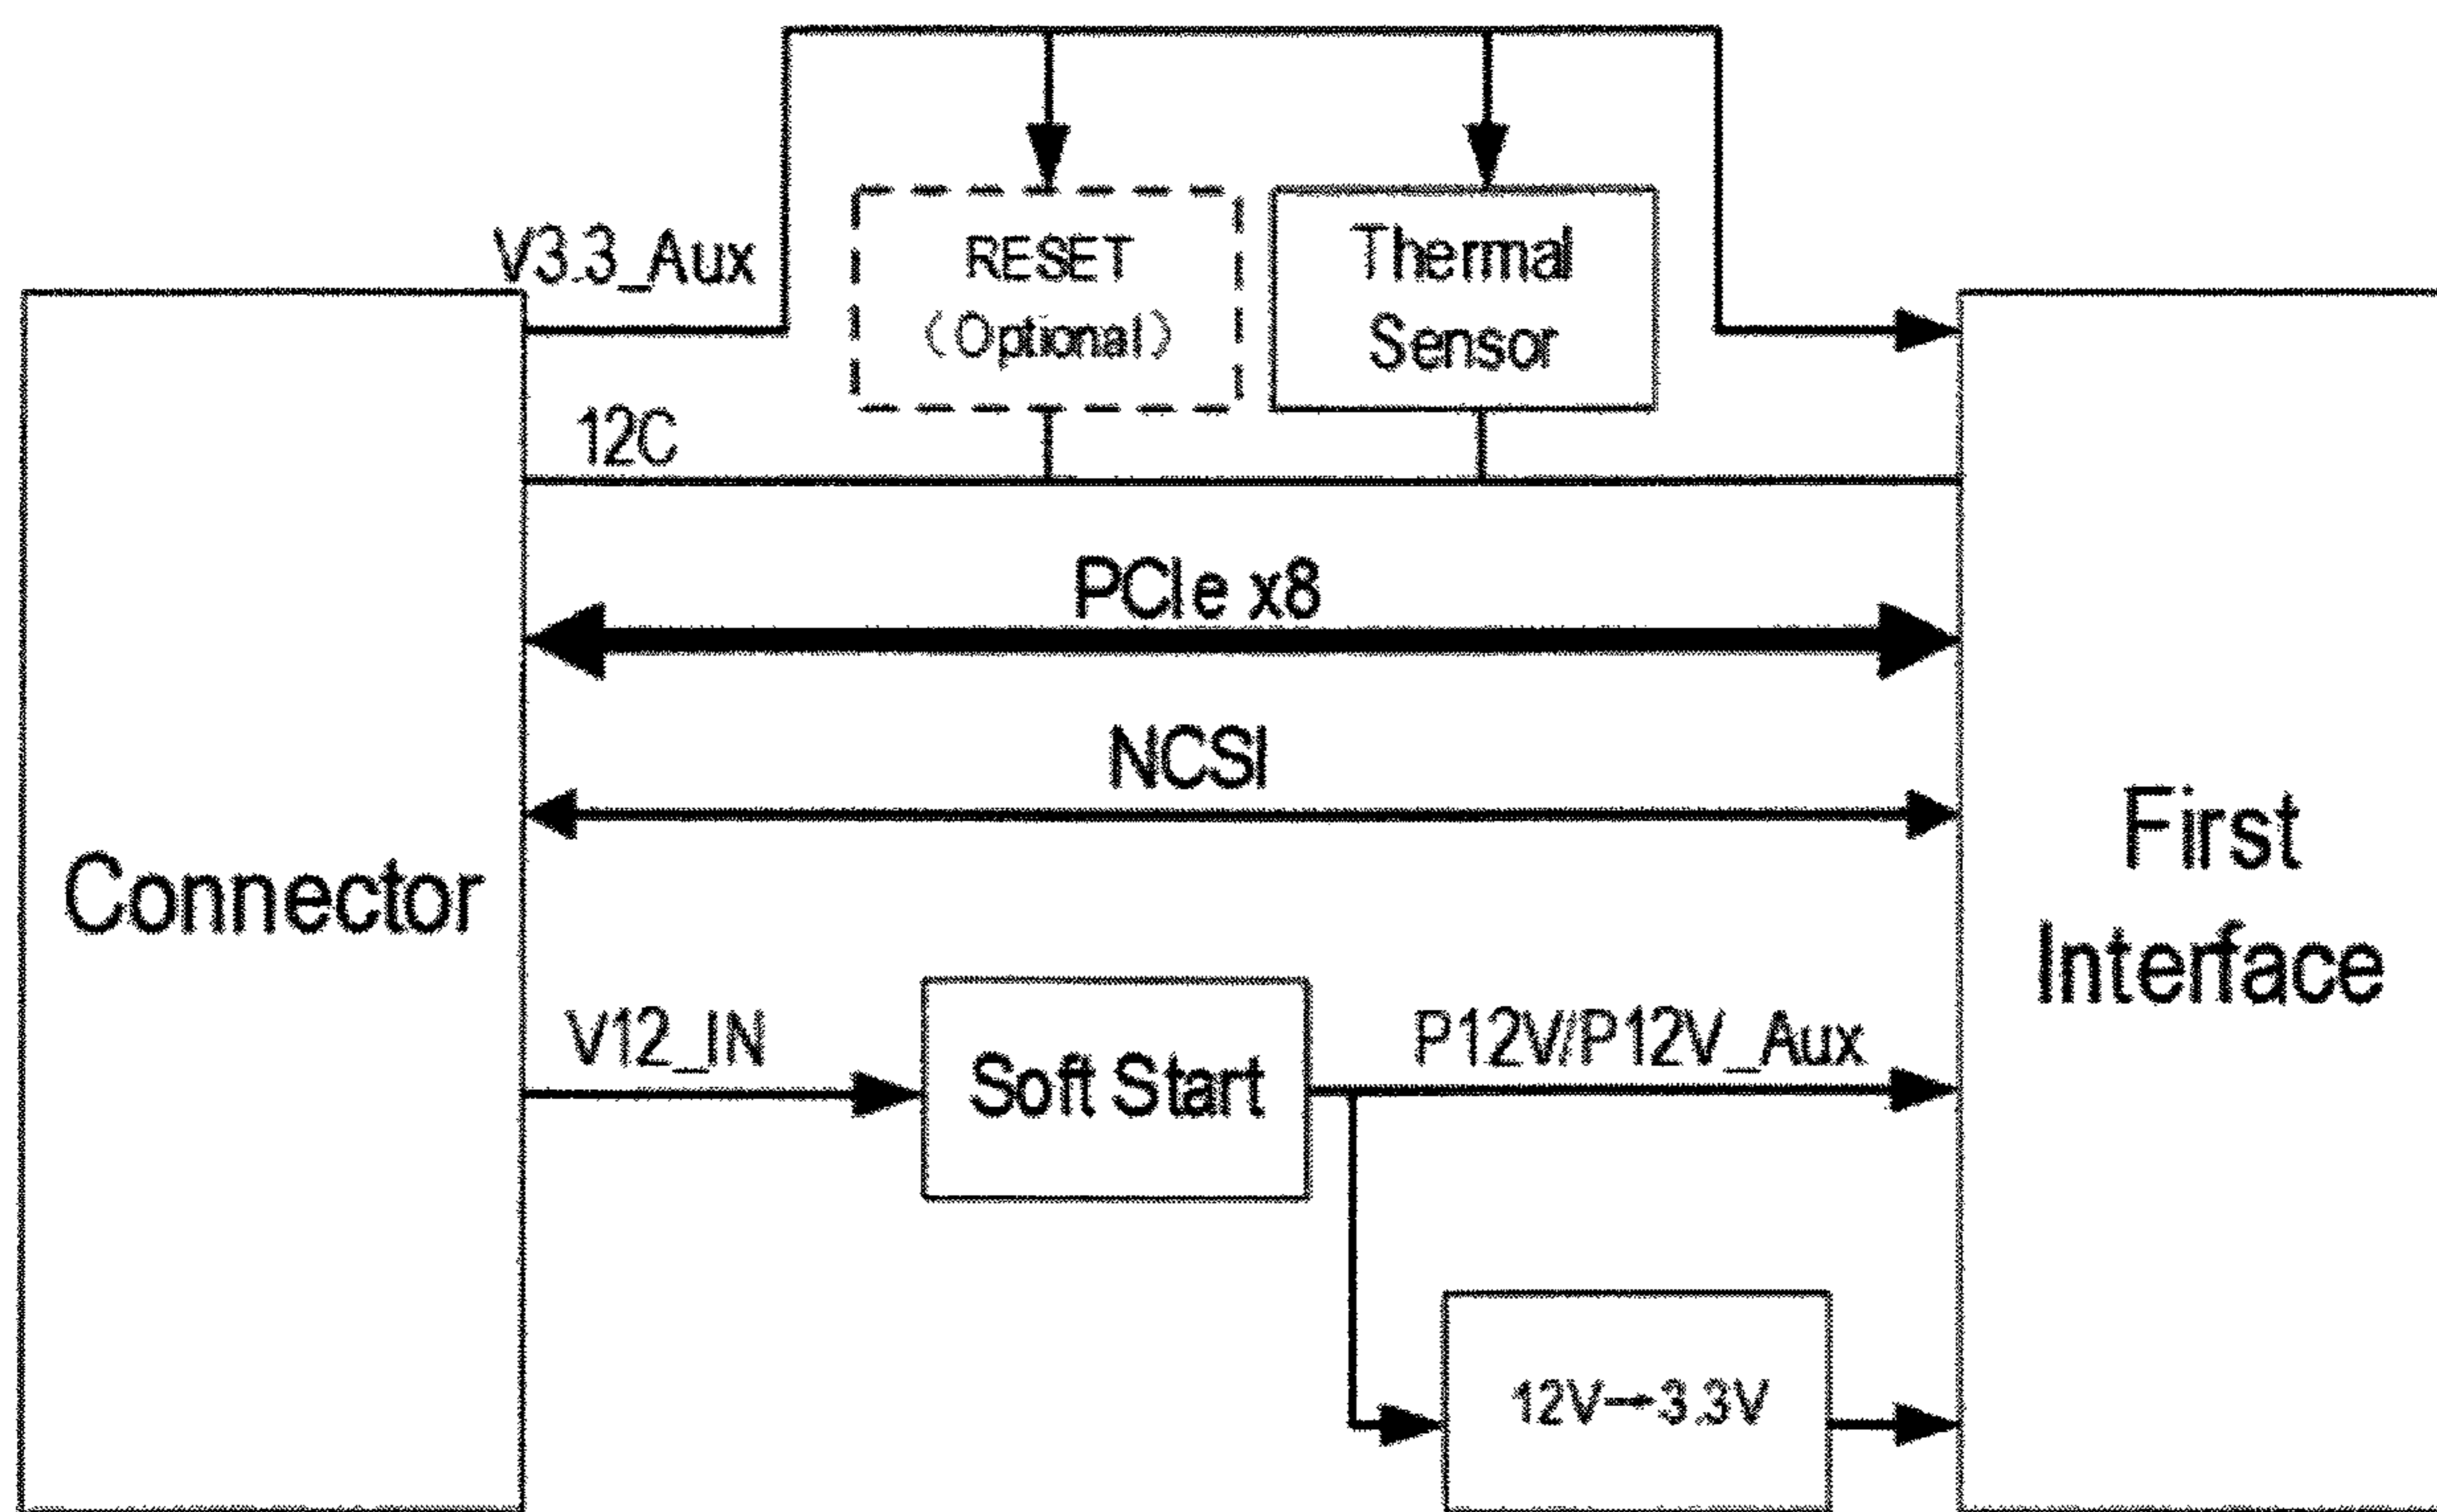 V3.3_Aux
RESET
(Optional)
Thermal
Sensor
12C
PCIe x8
NCSI
Connector
First
Interface
V12_IN
Soft Start
P12V/P12V_Aux
12V→3.3V